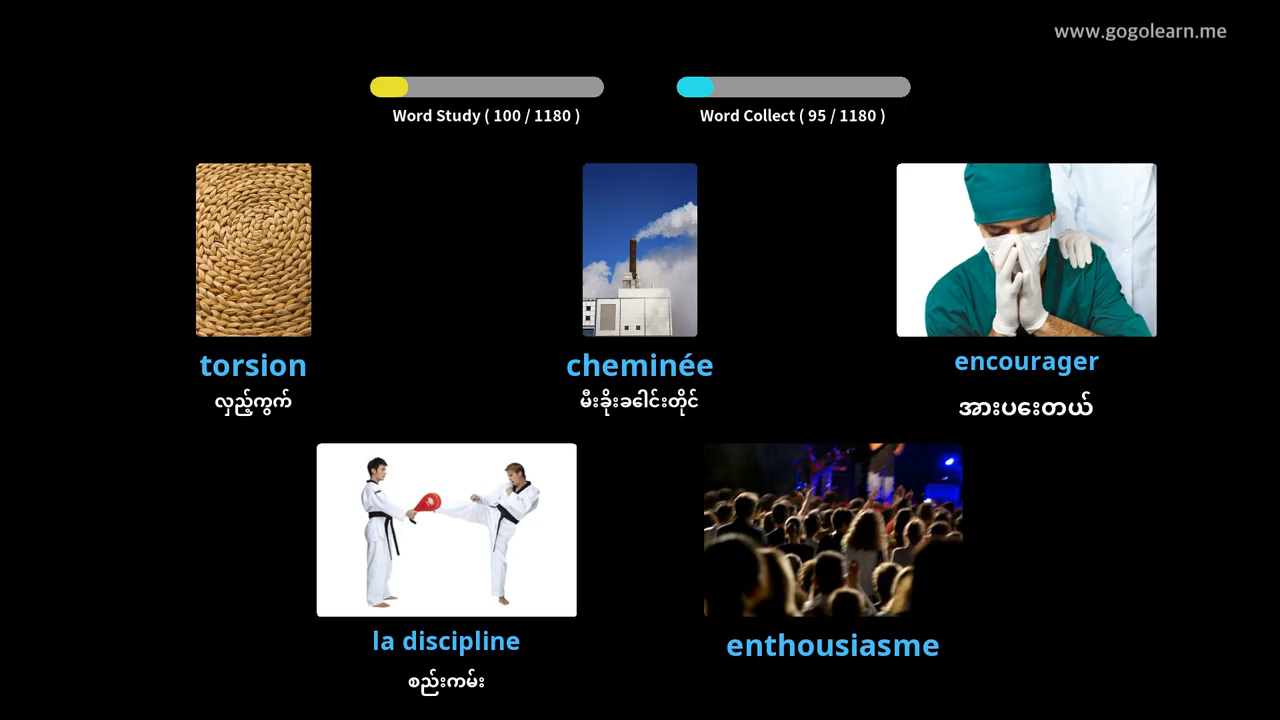 www.gogolearn.me
Word Study ( 100 / 1180 )
Word Collect ( 95 / 1180 )
torsion
လှည့်ကွက်
cheminée
မီးခိုးခေါင်းတိုင်
encourager
အားပေးတယ်
la discipline
စည်းကမ်း
enthousiasme